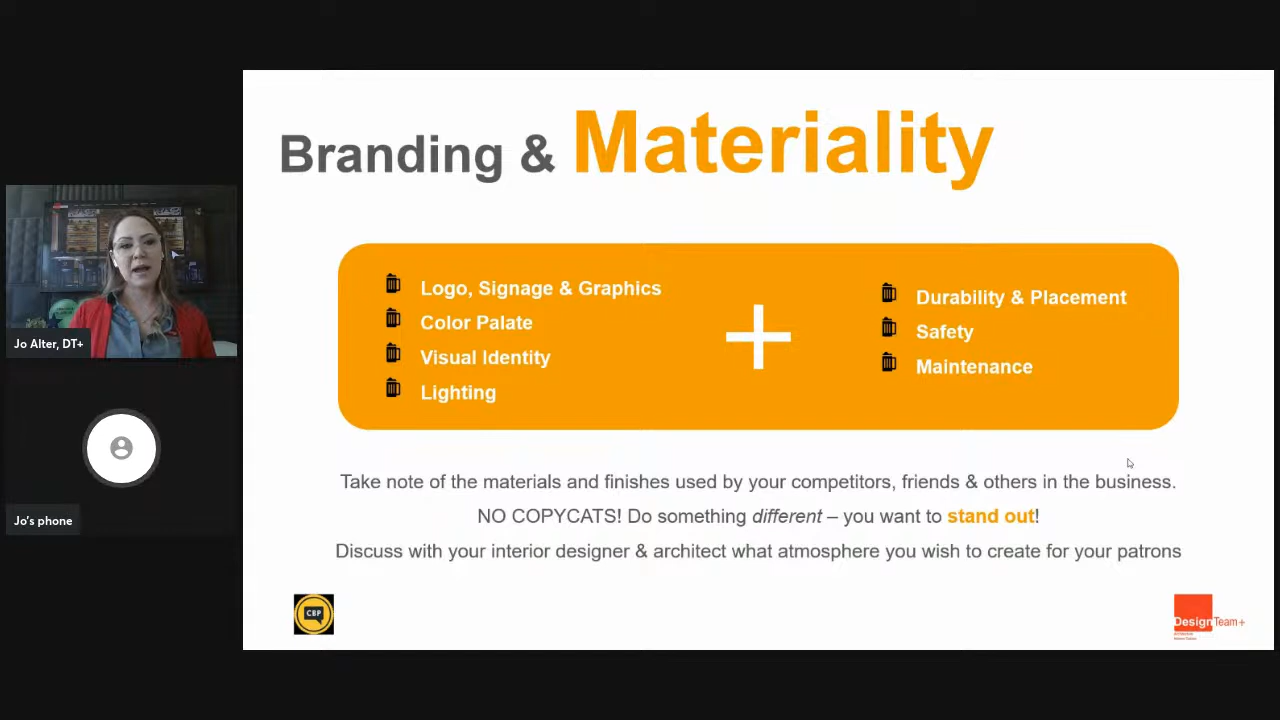 Branding & Materiality
Logo, Signage & Graphics
Color Palate
Visual Identity
Lighting
+
Durability & Placement
Safety
Maintenance
Take note of the materials and finishes used by your competitors, friends & others in the business.
NO COPYCATS! Do something different – you want to stand out!
Discuss with your interior designer & architect what atmosphere you wish to create for your patrons
Jo Alter, DT+
Jo's phone
CBP
DesignTeam+